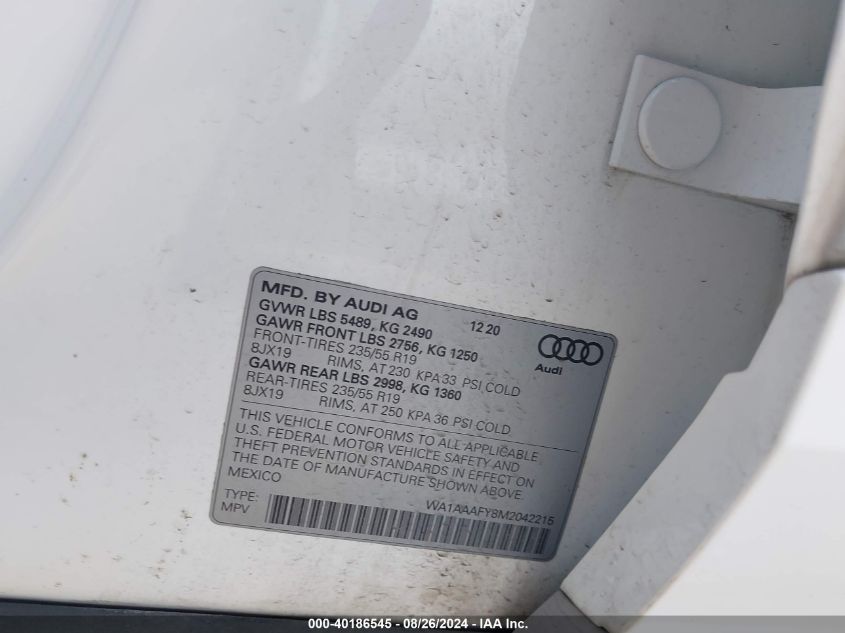 MFD. BY AUDI AG 12 20
GVWR LBS 5489, KG 2490
GAWR FRONT LBS 2756, KG 1250
FRONT-TIRES 235/55 R19
8JX19 RIMS, AT 230 KPA 33 PSI COLD
GAWR REAR LBS 2998, KG 1360
REAR-TIRES 235/55 R19
8JX19 RIMS, AT 250 KPA 36 PSI COLD
Audi
THIS VEHICLE CONFORMS TO ALL APPLICABLE
U.S. FEDERAL MOTOR VEHICLE SAFETY AND
THEFT PREVENTION STANDARDS IN EFFECT ON
THE DATE OF MANUFACTURE SHOWN ABOVE.
MEXICO
TYPE: WA1AAAFY8M2042215
MPV
000-40186545 - 08/26/2024 - IAA Inc.